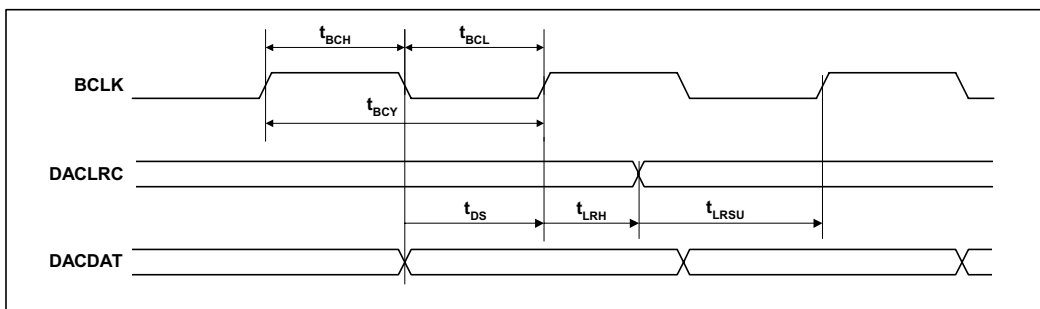 tBCH
tBCL
BCLK
tBCY
DACLRC
tDS
tLRH
tLRSU
DACDAT